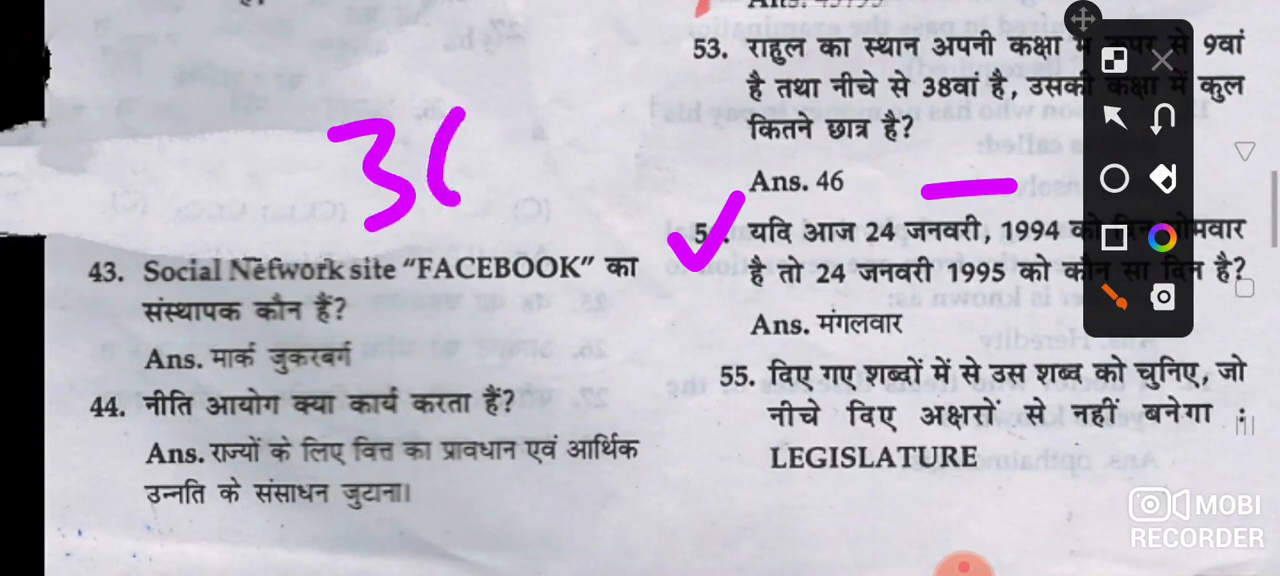 43. Social Network site “FACEBOOK” का
संस्थापक कौन हैं?
Ans. मार्क जुकरबर्ग
44. नीति आयोग क्या कार्य करता हैं?
Ans. राज्यों के लिए वित्त का प्रावधान एवं आर्थिक
उन्नति के संसाधन जुटाना।
53. राहुल का स्थान अपनी कक्षा से 9वां
है तथा नीचे से 38वां है, उसकी कक्षा में कुल
कितने छात्र है?
Ans. 46
यदि आज 24 जनवरी, 1994 को दिन सोमवार
है तो 24 जनवरी 1995 को कौन सा दिन है?
Ans. मंगलवार
55. दिए गए शब्दों में से उस शब्द को चुनिए, जो
नीचे दिए अक्षरों से नहीं बनेगा :
LEGISLATURE
MOBI
RECORDER